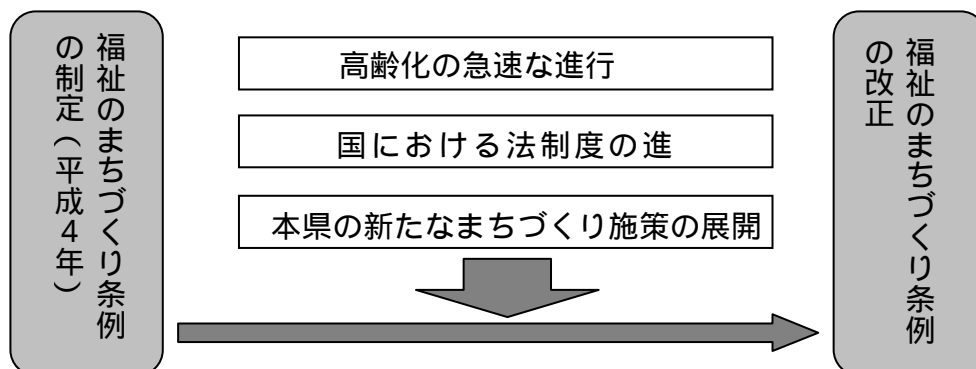 福祉のまちづくり条例
の制定（平成４年）
高齢化の急速な進行
国における法制度の進
本県の新たなまちづくり施策の展開
福祉のまちづくり条例
の改正